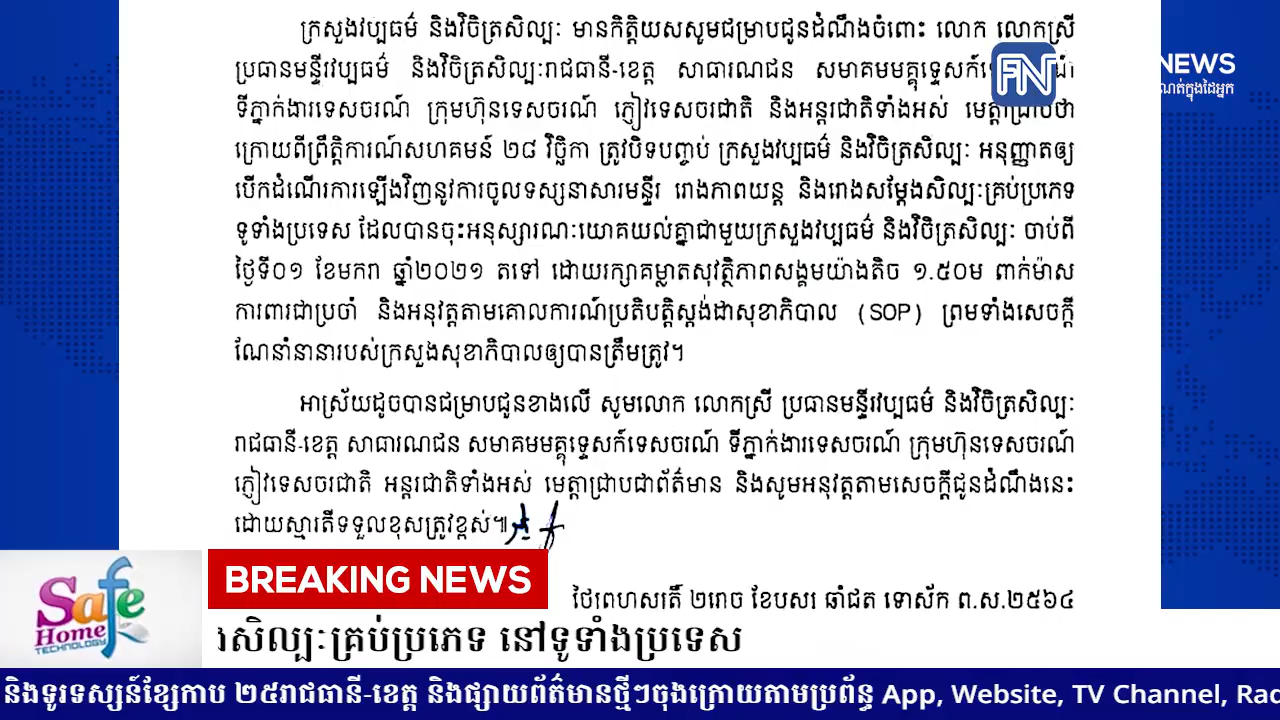 ក្រសួងវប្បធម៌ និងវិចិត្រសិល្បៈ មានកិត្តិយសសូមជម្រាបជូនដំណឹងចំពោះ លោក លោកស្រី
ប្រធានមន្ទីរវប្បធម៌ និងវិចិត្រសិល្បៈរាជធានី-ខេត្ត សាធារណជន សមាគមមគ្គុទ្ទេសក៍
FN
NEWS
ទីភ្នាក់ងារទេសចរណ៍ ក្រុមហ៊ុនទេសចរណ៍ ភ្ញៀវទេសចរជាតិ និងអន្តរជាតិទាំងអស់ មេត្តាជ្រាបថា
ក្រោយពីព្រឹត្តិការណ៍សហគមន៍ ២៨ វិច្ឆិកា ត្រូវបិទបញ្ចប់ ក្រសួងវប្បធម៌ និងវិចិត្រសិល្បៈ អនុញ្ញាតឲ្យ
បើកដំណើរការឡើងវិញនូវការចូលទស្សនាសារមន្ទីរ រោងភាពយន្ត និងរោងសម្តែងសិល្បៈគ្រប់ប្រភេទ
ទូទាំងប្រទេស ដែលបានចុះអនុស្សារណៈយោគយល់គ្នាជាមួយក្រសួងវប្បធម៌ និងវិចិត្រសិល្បៈ ចាប់ពី
ថ្ងៃទី០១ ខែមករា ឆ្នាំ២០២១ តទៅ ដោយរក្សាគម្លាតសុវត្ថិភាពសង្គមយ៉ាងតិច ១.៥០ម ពាក់ម៉ាស
ការពារជាប្រចាំ និងអនុវត្តតាមគោលការណ៍ប្រតិបត្តិស្តង់ដាសុខាភិបាល (SOP) ព្រមទាំងសេចក្តី
ណែនាំនានារបស់ក្រសួងសុខាភិបាលឲ្យបានត្រឹមត្រូវ។
អាស្រ័យដូចបានជម្រាបជូនខាងលើ សូមលោក លោកស្រី ប្រធានមន្ទីរវប្បធម៌ និងវិចិត្រសិល្បៈ
រាជធានី-ខេត្ត សាធារណជន សមាគមមគ្គុទ្ទេសក៍ទេសចរណ៍ ទីភ្នាក់ងារទេសចរណ៍ ក្រុមហ៊ុនទេសចរណ៍
ភ្ញៀវទេសចរជាតិ អន្តរជាតិទាំងអស់ មេត្តាជ្រាបជាព័ត៌មាន និងសូមអនុវត្តតាមសេចក្តីជូនដំណឹងនេះ
ដោយស្មារតីទទួលខុសត្រូវខ្ពស់៕
Safe
Home
TECHNOLOGY
BREAKING NEWS
ថ្ងៃព្រហស្បតិ៍ ២រោច ខែបុស្ស ឆ្នាំជូត ទោស័ក ព.ស.២៥៦៤
សិល្បៈគ្រប់ប្រភេទ នៅទូទាំងប្រទេស
និងទូរទស្សន៍ខ្សែកាប ២៥រាជធានី-ខេត្ត និងផ្សាយព័ត៌មានថ្មីៗចុងក្រោយតាមប្រព័ន្ធ App, Website, TV Channel, Rad